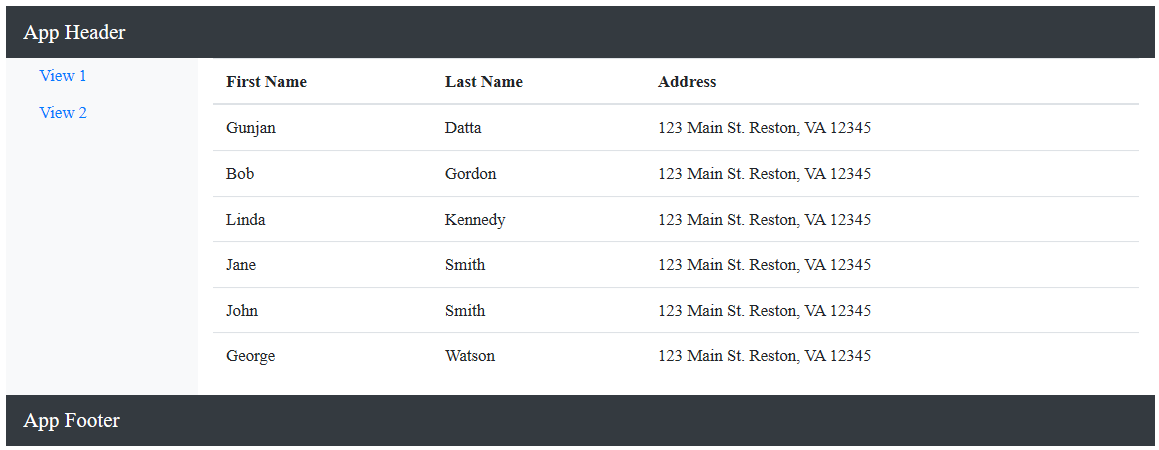 App Header
View 1
View 2
First Name Last Name Address
Gunjan Datta 123 Main St. Reston, VA 12345
Bob Gordon 123 Main St. Reston, VA 12345
Linda Kennedy 123 Main St. Reston, VA 12345
Jane Smith 123 Main St. Reston, VA 12345
John Smith 123 Main St. Reston, VA 12345
George Watson 123 Main St. Reston, VA 12345
App Footer